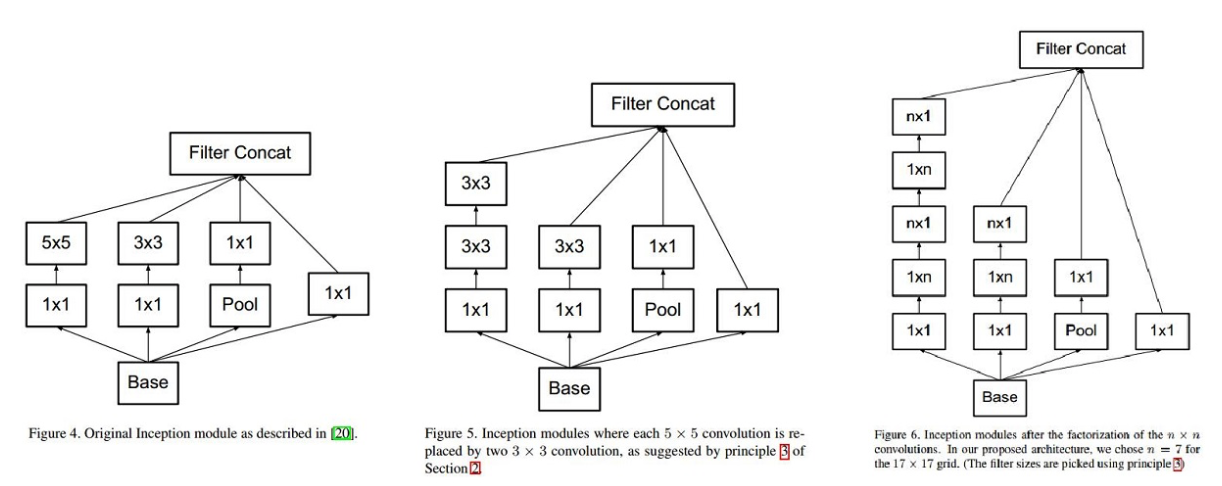 Filter Concat
5x5
3x3
1x1
1x1
1x1
Pool
1x1
Base
Figure 4. Original Inception module as described in [20].
Filter Concat
3x3
3x3
3x3
1x1
1x1
1x1
Pool
1x1
Base
Figure 5. Inception modules where each 5 × 5 convolution is re-
placed by two 3 × 3 convolution, as suggested by principle 3 of
Section 2.
Filter Concat
nx1
1xn
nx1
nx1
1xn
1xn
1x1
1x1
1x1
Pool
1x1
Base
Figure 6. Inception modules after the factorization of the n × n
convolutions. In our proposed architecture, we chose n = 7 for
the 17 × 17 grid. (The filter sizes are picked using principle 3)